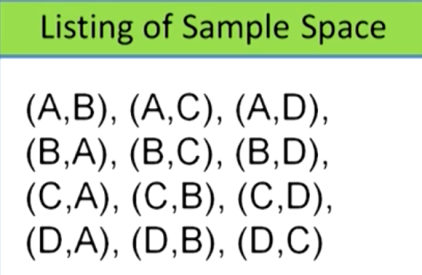 Listing of Sample Space
(A,B), (A,C), (A,D),
(B,A), (B,C), (B,D),
(C,A), (C,B), (C,D),
(D,A), (D,B), (D,C)